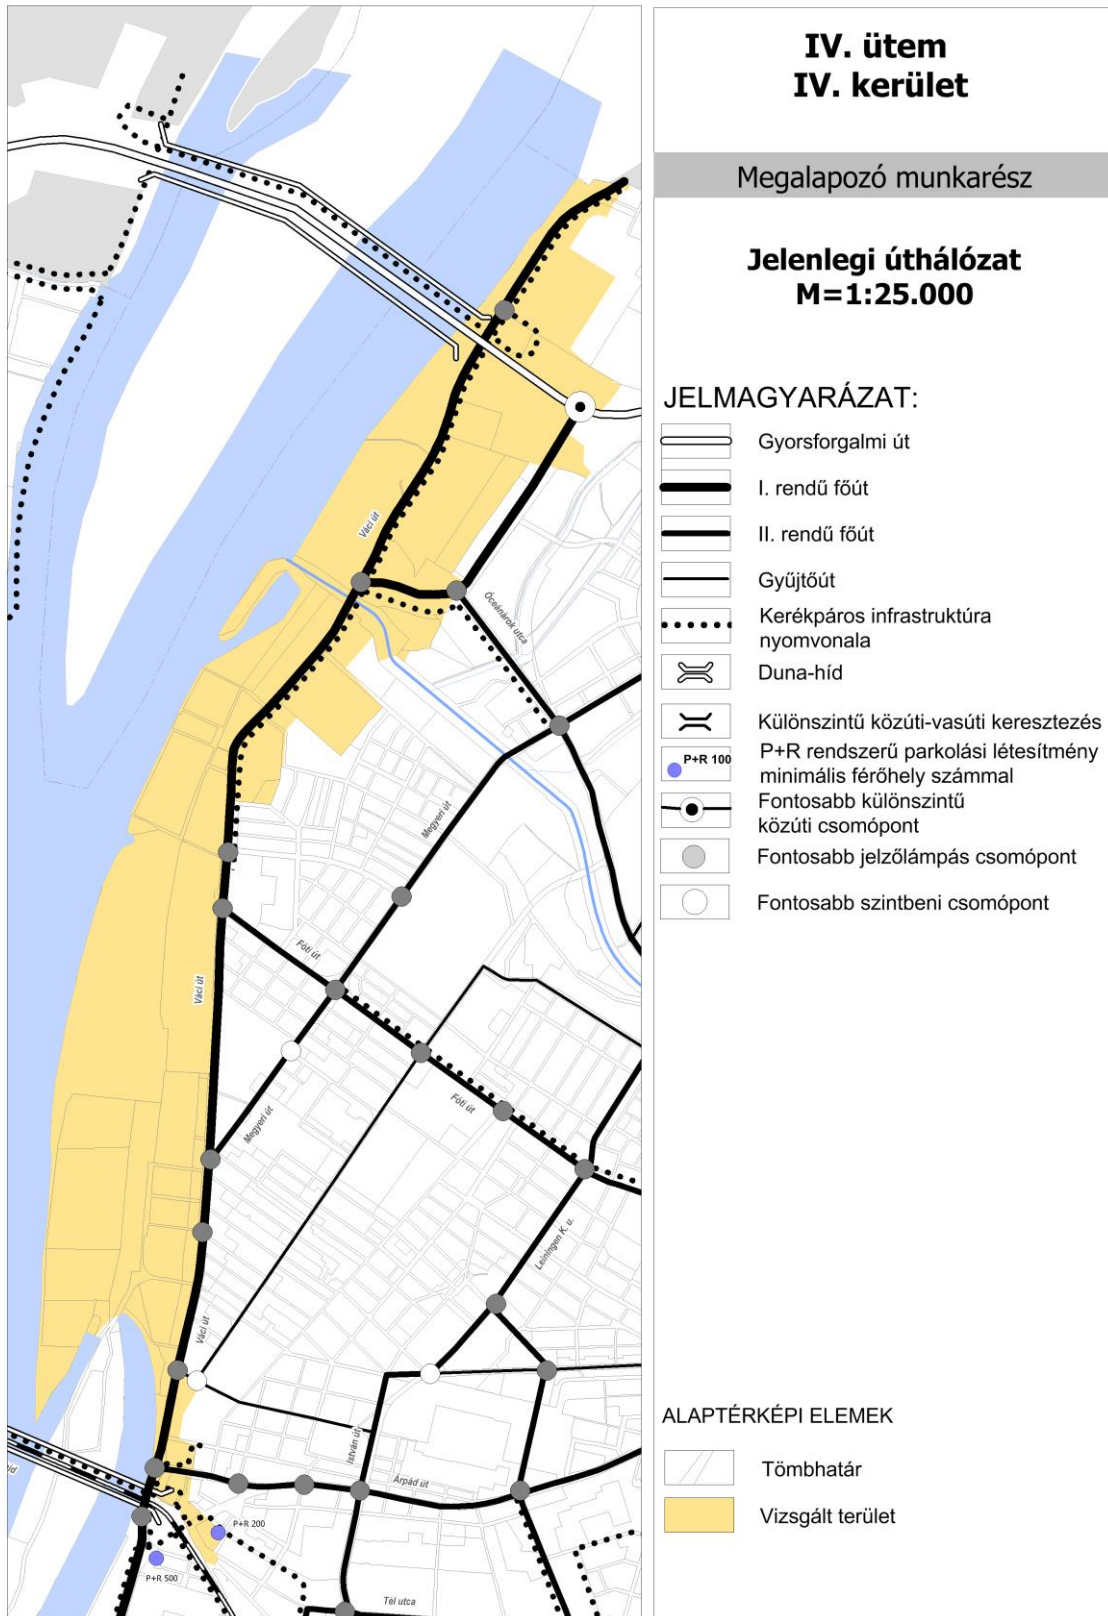 IV. ütem
IV. kerület
Megalapozó munkarész
Jelenlegi úthálózat
M=1:25.000
JELMAGYARÁZAT:
Gyorsforgalmi út
I. rendű főút
II. rendű főút
Gyűjtőút
Kerékpáros infrastruktúra
nyomvonala
Duna-híd
Különszintű közúti-vasúti keresztezés
P+R 100
P+R rendszerű parkolási létesítmény
minimális férőhely számmal
Fontosabb különszintű
közúti csomópont
Fontosabb jelzőlámpás csomópont
Fontosabb szintbeni csomópont
ALAPTÉRKÉPI ELEMEK
Tömbhatár
Vizsgált terület
Váci út
Óceánárok utca
Megyeri út
Fóti út
Váci út
Fóti út
Megyeri út
Leiningen K. u.
Váci út
István út
Árpád út
P+R 200
P+R 500
Tél utca